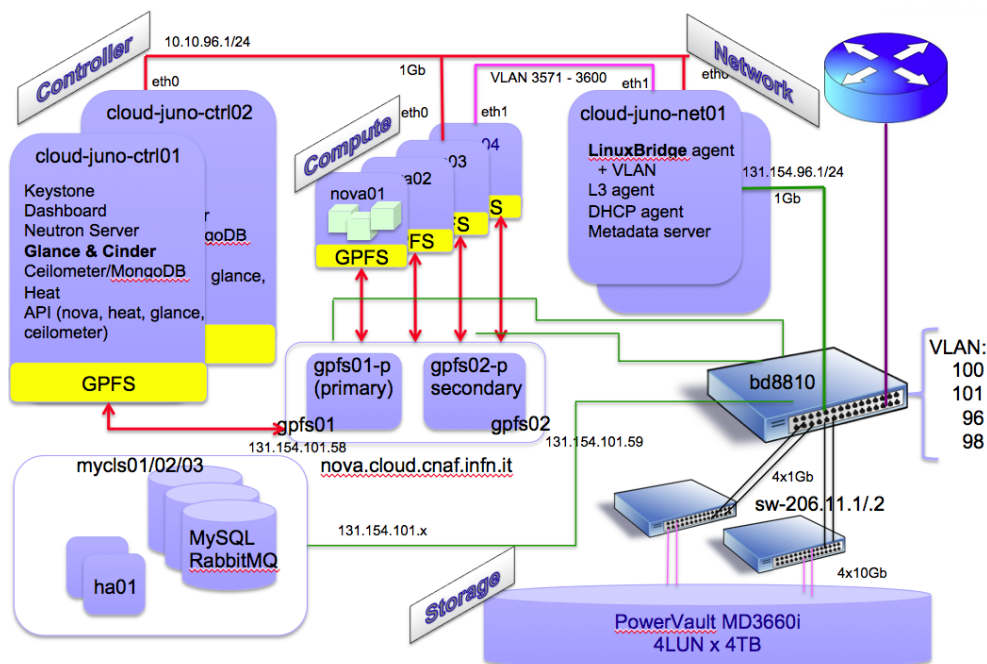 Controller
10.10.96.1/24
Network
eth0
1Gb
VLAN 3571 - 3600
eth1
eth0
cloud-juno-ctrl02
eth0
eth1
cloud-juno-net01
Compute
cloud-juno-ctrl01
LinuxBridge agent
+ VLAN
L3 agent
DHCP agent
Metadata server
131.154.96.1/24
1Gb
Keystone
Dashboard
Neutron Server
Glance & Cinder
Ceilometer/MongoDB
Heat
API (nova, heat, glance,
ceilometer)
glance,
nova01
GPFS
GPFS
gpfs01-p
(primary)
gpfs02-p
secondary
gpfs01
gpfs02
131.154.101.58
131.154.101.59
nova.cloud.cnaf.infn.it
bd8810
VLAN:
100
101
96
98
mycls01/02/03
MySQL
RabbitMQ
ha01
131.154.101.x
4x1Gb
sw-206.11.1/.2
4x10Gb
Storage
PowerVault MD3660i
4LUN x 4TB